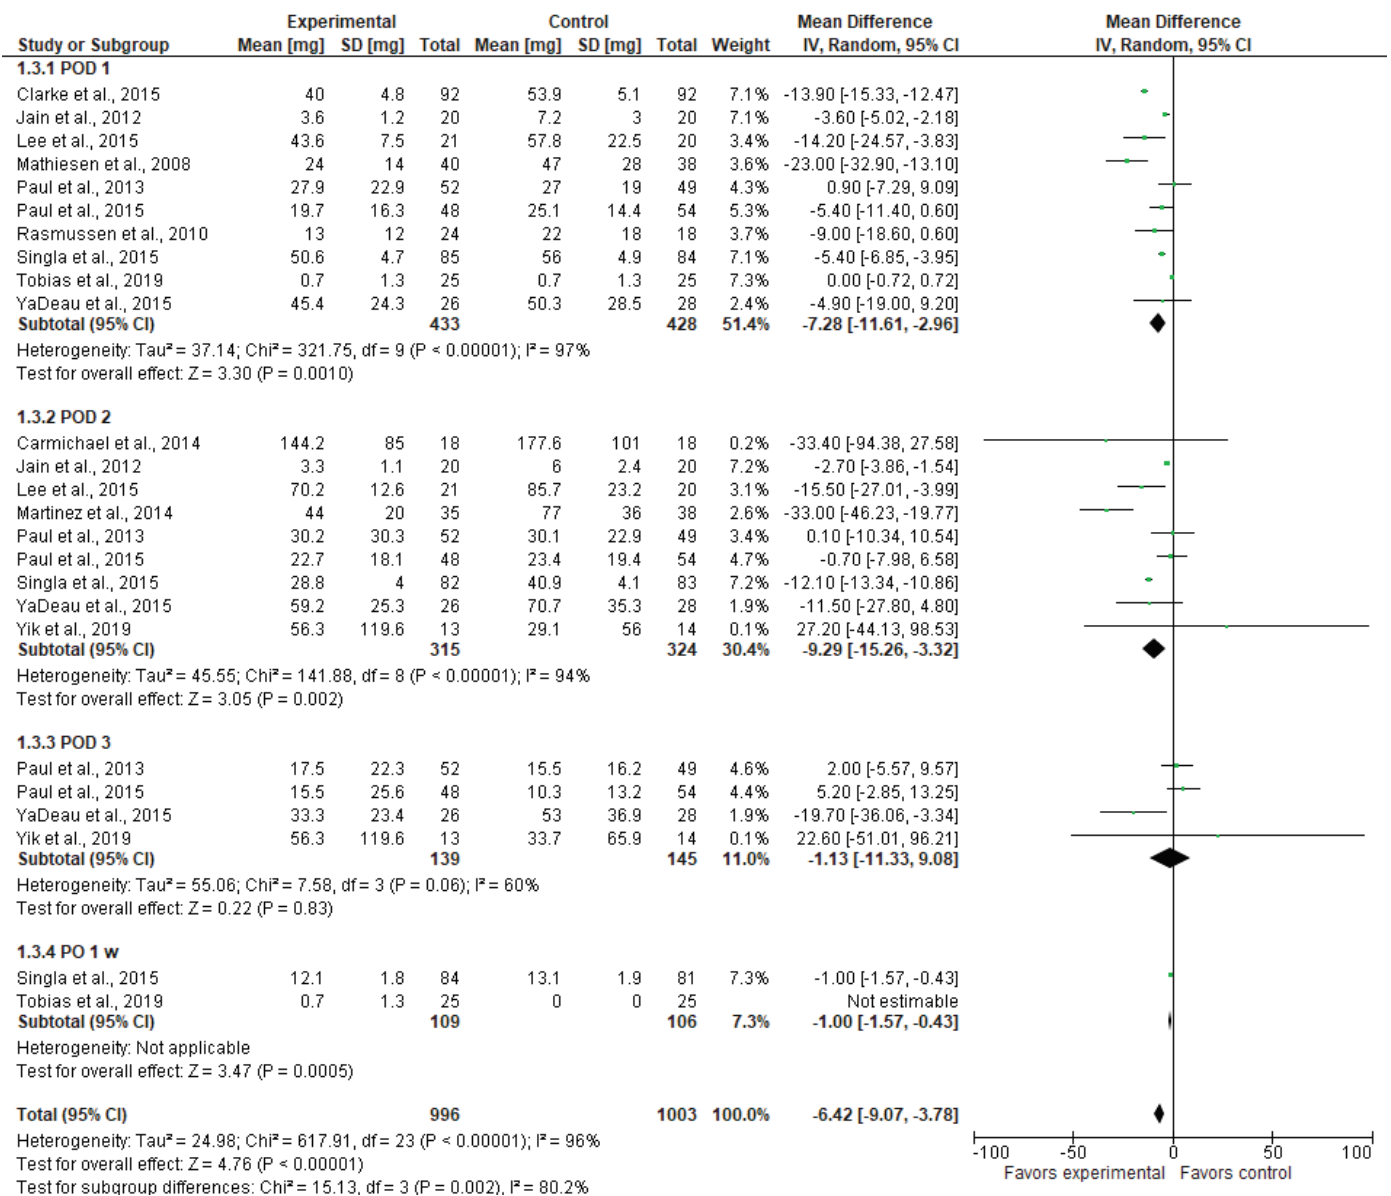 Experimental Control Mean Difference Mean Difference
Study or Subgroup Mean [mg] SD [mg] Total Mean [mg] SD [mg] Total Weight IV, Random, 95% CI IV, Random, 95% CI
1.3.1 POD 1
Clarke et al., 2015 40 4.8 92 53.9 5.1 92 7.1% -13.90 [-15.33, -12.47]
Jain et al., 2012 3.6 1.2 20 7.2 3 20 7.1% -3.60 [-5.02, -2.18]
Lee et al., 2015 43.6 7.5 21 57.8 22.5 20 3.4% -14.20 [-24.57, -3.83]
Mathiesen et al., 2008 24 14 40 47 28 38 3.6% -23.00 [-32.90, -13.10]
Paul et al., 2013 27.9 22.9 52 27 19 49 4.3% 0.90 [-7.29, 9.09]
Paul et al., 2015 19.7 16.3 48 25.1 14.4 54 5.3% -5.40 [-11.40, 0.60]
Rasmussen et al., 2010 13 12 24 22 18 18 3.7% -9.00 [-18.60, 0.60]
Singla et al., 2015 50.6 4.7 85 56 4.9 84 7.1% -5.40 [-6.85, -3.95]
Tobias et al., 2019 0.7 1.3 25 0.7 1.3 25 7.3% 0.00 [-0.72, 0.72]
YaDeau et al., 2015 45.4 24.3 26 50.3 28.5 28 2.4% -4.90 [-19.00, 9.20]
Subtotal (95% CI) 433 428 51.4% -7.28 [-11.61, -2.96]
Heterogeneity: Tau² = 37.14; Chi² = 321.75, df = 9 (P < 0.00001); I² = 97%
Test for overall effect: Z = 3.30 (P = 0.0010)
1.3.2 POD 2
Carmichael et al., 2014 144.2 85 18 177.6 101 18 0.2% -33.40 [-94.38, 27.58]
Jain et al., 2012 3.3 1.1 20 6 2.4 20 7.2% -2.70 [-3.86, -1.54]
Lee et al., 2015 70.2 12.6 21 85.7 23.2 20 3.1% -15.50 [-27.01, -3.99]
Martinez et al., 2014 44 20 35 77 36 38 2.6% -33.00 [-46.23, -19.77]
Paul et al., 2013 30.2 30.3 52 30.1 22.9 49 3.4% 0.10 [-10.34, 10.54]
Paul et al., 2015 22.7 18.1 48 23.4 19.4 54 4.7% -0.70 [-7.98, 6.58]
Singla et al., 2015 28.8 4 82 40.9 4.1 83 7.2% -12.10 [-13.34, -10.86]
YaDeau et al., 2015 59.2 25.3 26 70.7 35.3 28 1.9% -11.50 [-27.80, 4.80]
Yik et al., 2019 56.3 119.6 13 29.1 56 14 0.1% 27.20 [-44.13, 98.53]
Subtotal (95% CI) 315 324 30.4% -9.29 [-15.26, -3.32]
Heterogeneity: Tau² = 45.55; Chi² = 141.88, df = 8 (P < 0.00001); I² = 94%
Test for overall effect: Z = 3.05 (P = 0.002)
1.3.3 POD 3
Paul et al., 2013 17.5 22.3 52 15.5 16.2 49 4.6% 2.00 [-5.57, 9.57]
Paul et al., 2015 15.5 25.6 48 10.3 13.2 54 4.4% 5.20 [-2.85, 13.25]
YaDeau et al., 2015 33.3 23.4 26 53 36.9 28 1.9% -19.70 [-36.06, -3.34]
Yik et al., 2019 56.3 119.6 13 33.7 65.9 14 0.1% 22.60 [-51.01, 96.21]
Subtotal (95% CI) 139 145 11.0% -1.13 [-11.33, 9.08]
Heterogeneity: Tau² = 55.06; Chi² = 7.58, df = 3 (P = 0.06); I² = 60%
Test for overall effect: Z = 0.22 (P = 0.83)
1.3.4 PO 1 w
Singla et al., 2015 12.1 1.8 84 13.1 1.9 81 7.3% -1.00 [-1.57, -0.43]
Tobias et al., 2019 0.7 1.3 25 0 0 25 Not estimable
Subtotal (95% CI) 109 106 7.3% -1.00 [-1.57, -0.43]
Heterogeneity: Not applicable
Test for overall effect: Z = 3.47 (P = 0.0005)
Total (95% CI) 996 1003 100.0% -6.42 [-9.07, -3.78]
Heterogeneity: Tau² = 24.98; Chi² = 617.91, df = 23 (P < 0.00001); I² = 96%
Test for overall effect: Z = 4.76 (P < 0.00001)
Test for subgroup differences: Chi² = 15.13, df = 3 (P = 0.002), I² = 80.2%
-100 -50 0 50 100
Favors experimental Favors control